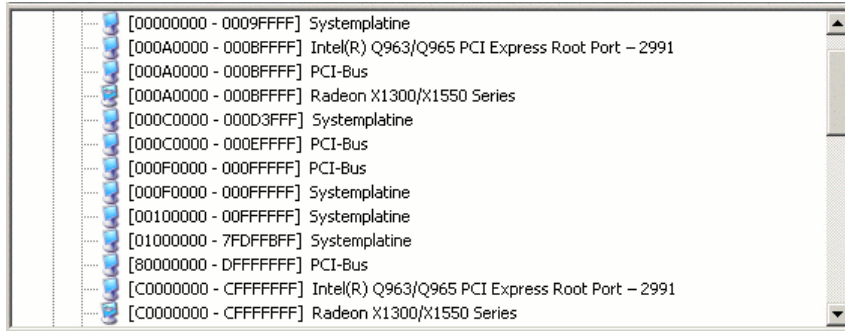 [00000000 - 0009FFFF] Systemplatine
[000A0000 - 000BFFFF] Intel(R) Q963/Q965 PCI Express Root Port – 2991
[000A0000 - 000BFFFF] PCI-Bus
[000A0000 - 000BFFFF] Radeon X1300/X1550 Series
[000C0000 - 000D3FFF] Systemplatine
[000C0000 - 000EFFFF] PCI-Bus
[000F0000 - 000FFFFF] PCI-Bus
[000F0000 - 000FFFFF] Systemplatine
[00100000 - 00FFFFFF] Systemplatine
[01000000 - 7FDFFBFF] Systemplatine
[80000000 - DFFFFFFF] PCI-Bus
[C0000000 - CFFFFFFF] Intel(R) Q963/Q965 PCI Express Root Port – 2991
[C0000000 - CFFFFFFF] Radeon X1300/X1550 Series